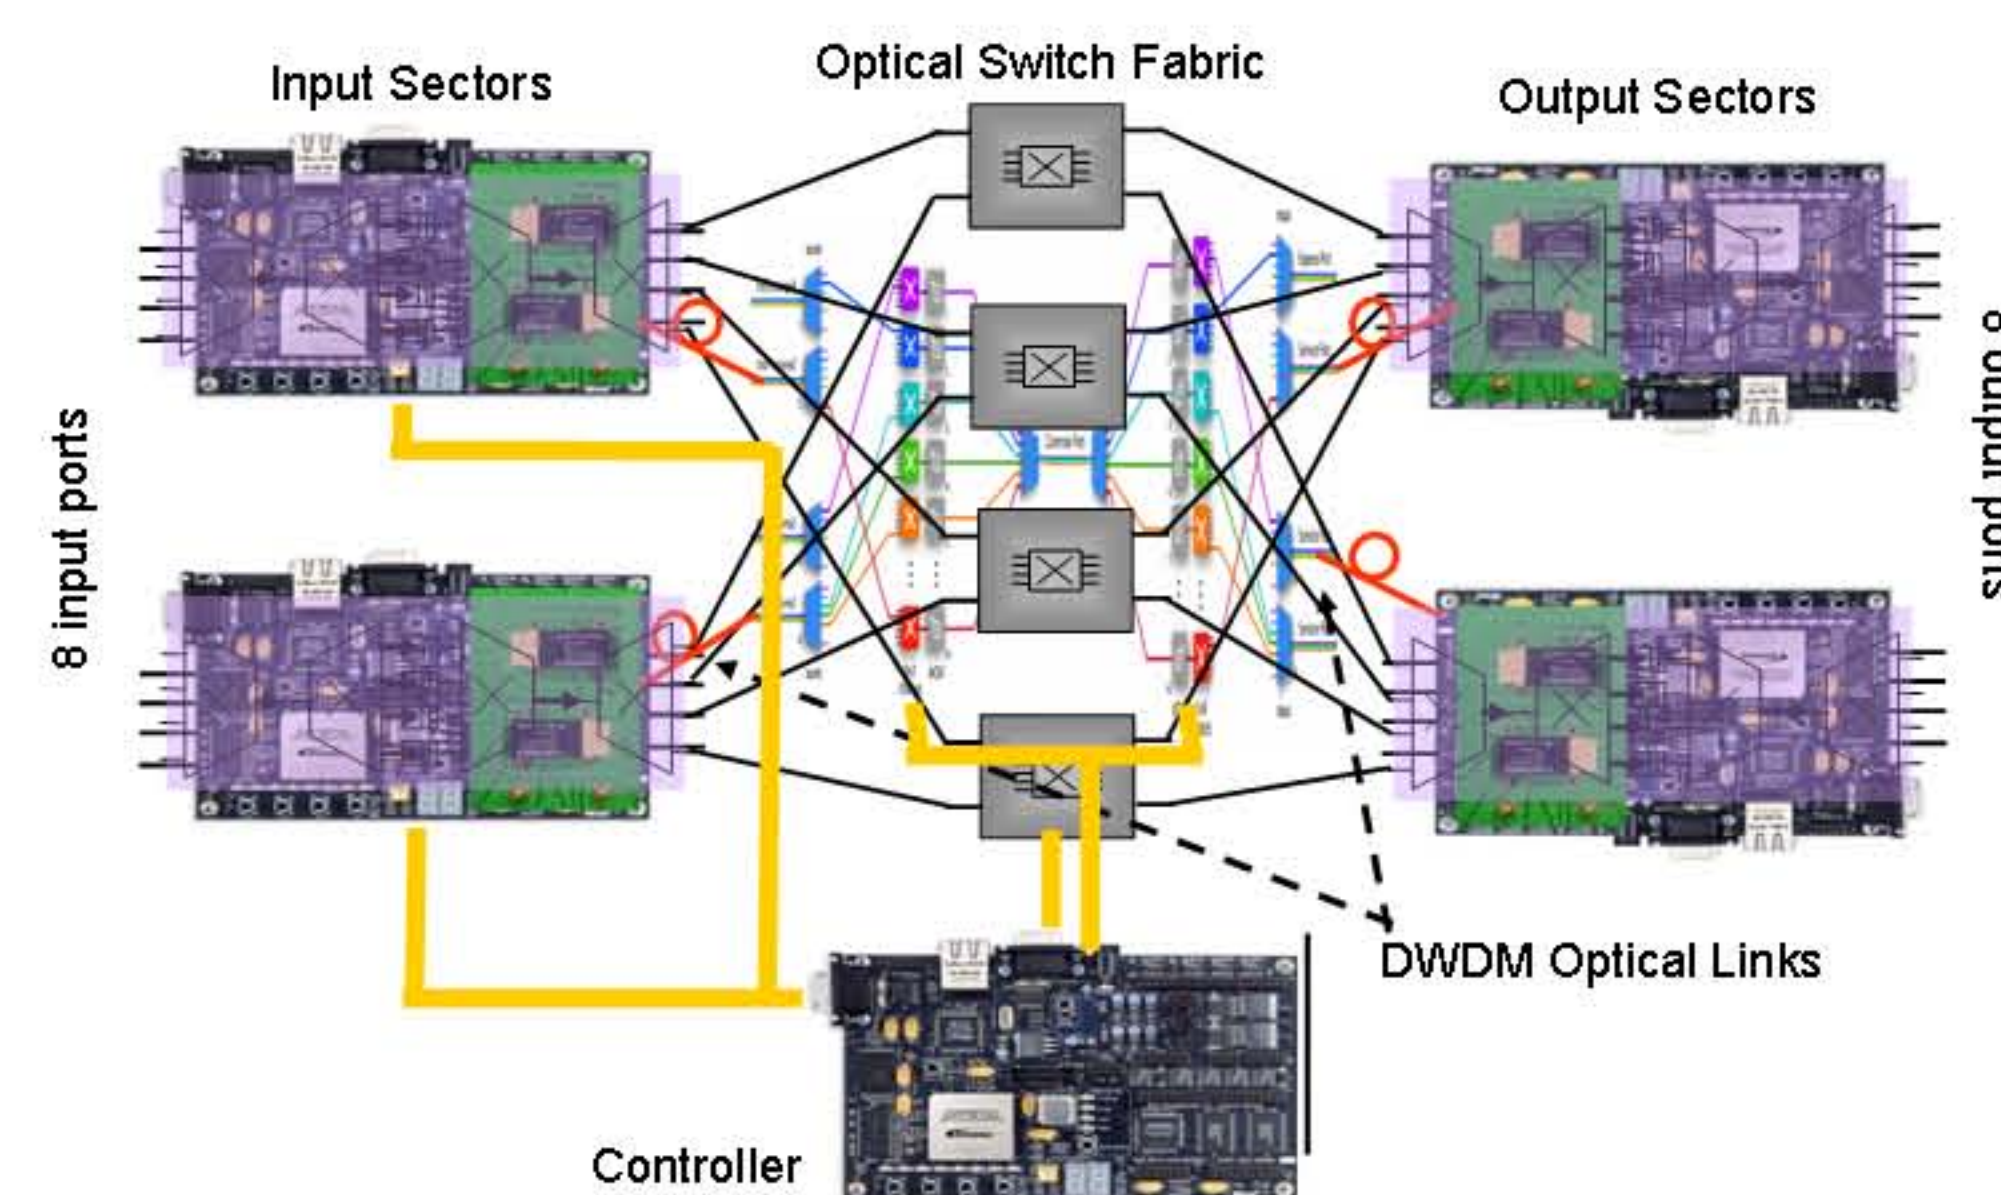 Optical Switch Fabric
Input Sectors
Output Sectors
8 input ports
8 output ports
DWDM Optical Links
Controller